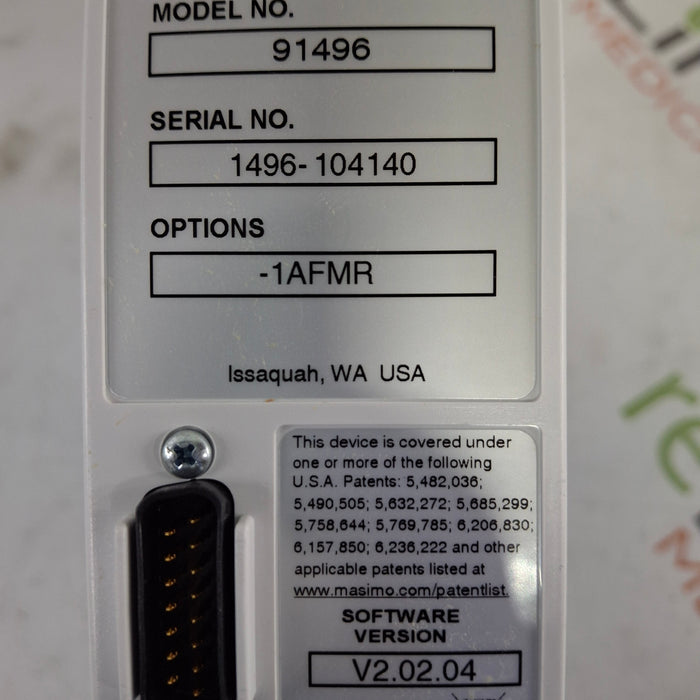 MODEL NO.
91496
SERIAL NO.
1496-104140
OPTIONS
-1AFMR
Issaquah, WA USA
This device is covered under
one or more of the following
U.S.A. Patents: 5,482,036;
5,490,505; 5,632,272; 5,685,299;
5,758,644; 5,769,785; 6,206,830;
6,157,850; 6,236,222 and other
applicable patents listed at
www.masimo.com/patentlist.
SOFTWARE
VERSION
V2.02.04